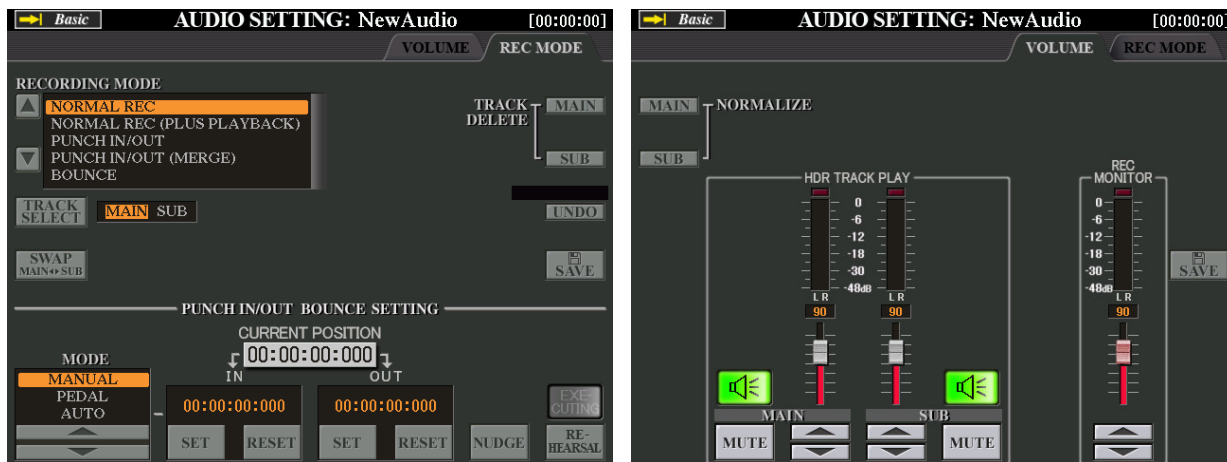 Basic AUDIO SETTING: NewAudio [00:00:00]
VOLUME REC MODE
RECORDING MODE
NORMAL REC
NORMAL REC (PLUS PLAYBACK)
PUNCH IN/OUT
PUNCH IN/OUT (MERGE)
BOUNCE
TRACK DELETE
MAIN
SUB
TRACK SELECT
MAIN SUB
UNDO
SWAP
MAIN↔SUB
SAVE
PUNCH IN/OUT BOUNCE SETTING
CURRENT POSITION
00:00:00:000
IN OUT
MODE
MANUAL
PEDAL
AUTO
00:00:00:000 00:00:00:000
EXE
CUTING
SET RESET SET RESET NUDGE RE-
HEARSAL
Basic AUDIO SETTING: NewAudio [00:00:00]
VOLUME REC MODE
MAIN NORMALIZE
SUB
HDR TRACK PLAY
0
-6
-12
-18
-30
-48dB
L R L R
90 90
MAIN SUB
MUTE MUTE
REC
MONITOR
0
-6
-12
-18
-30
-48dB
L R
90
SAVE